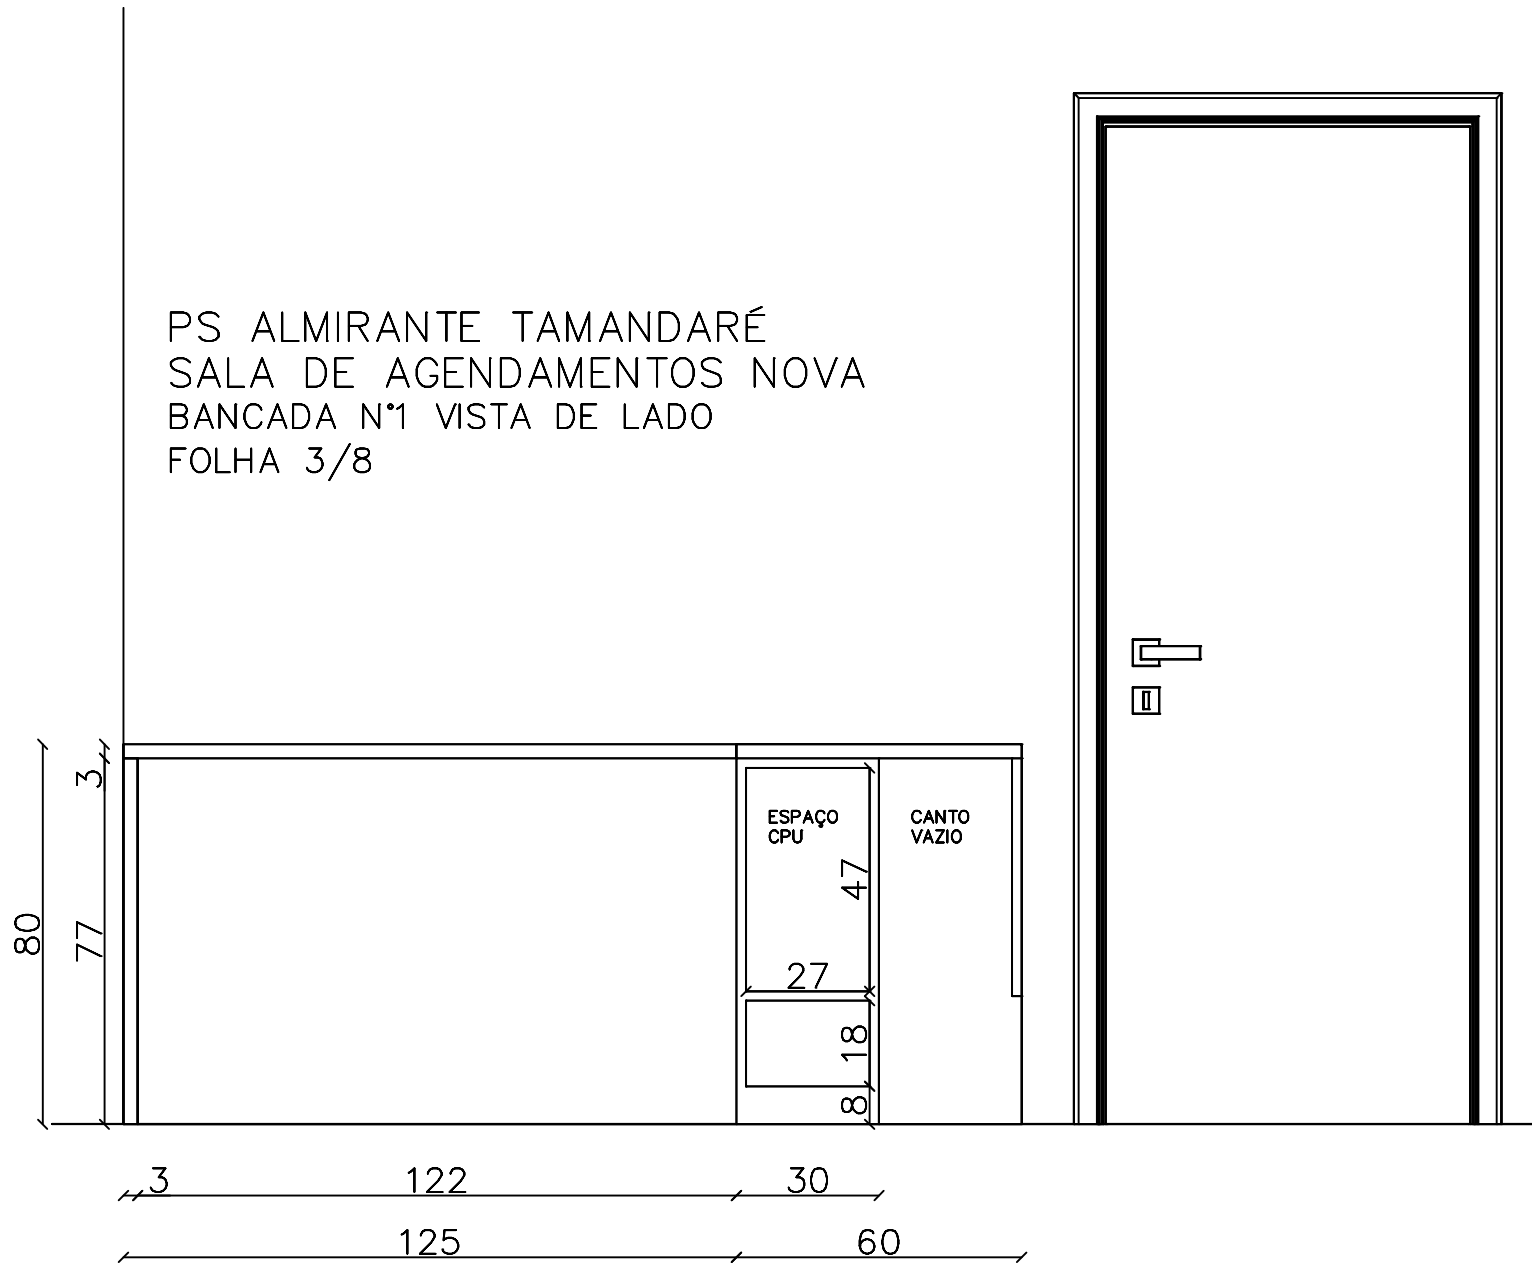 PS ALMIRANTE TAMANDARÉ
SALA DE AGENDAMENTOS NOVA
BANCADA N°1 VISTA DE LADO
FOLHA 3/8
3
ESPAÇO
CPU
CANTO
VAZIO
47
80
77
27
18
8
3
122
30
125
60